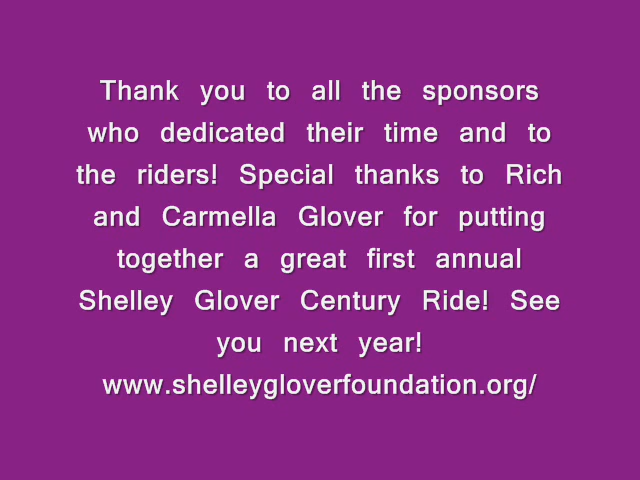 Thank you to all the sponsors
who dedicated their time and to
the riders! Special thanks to Rich
and Carmella Glover for putting
together a great first annual
Shelley Glover Century Ride! See
you next year!
www.shelleygloverfoundation.org/